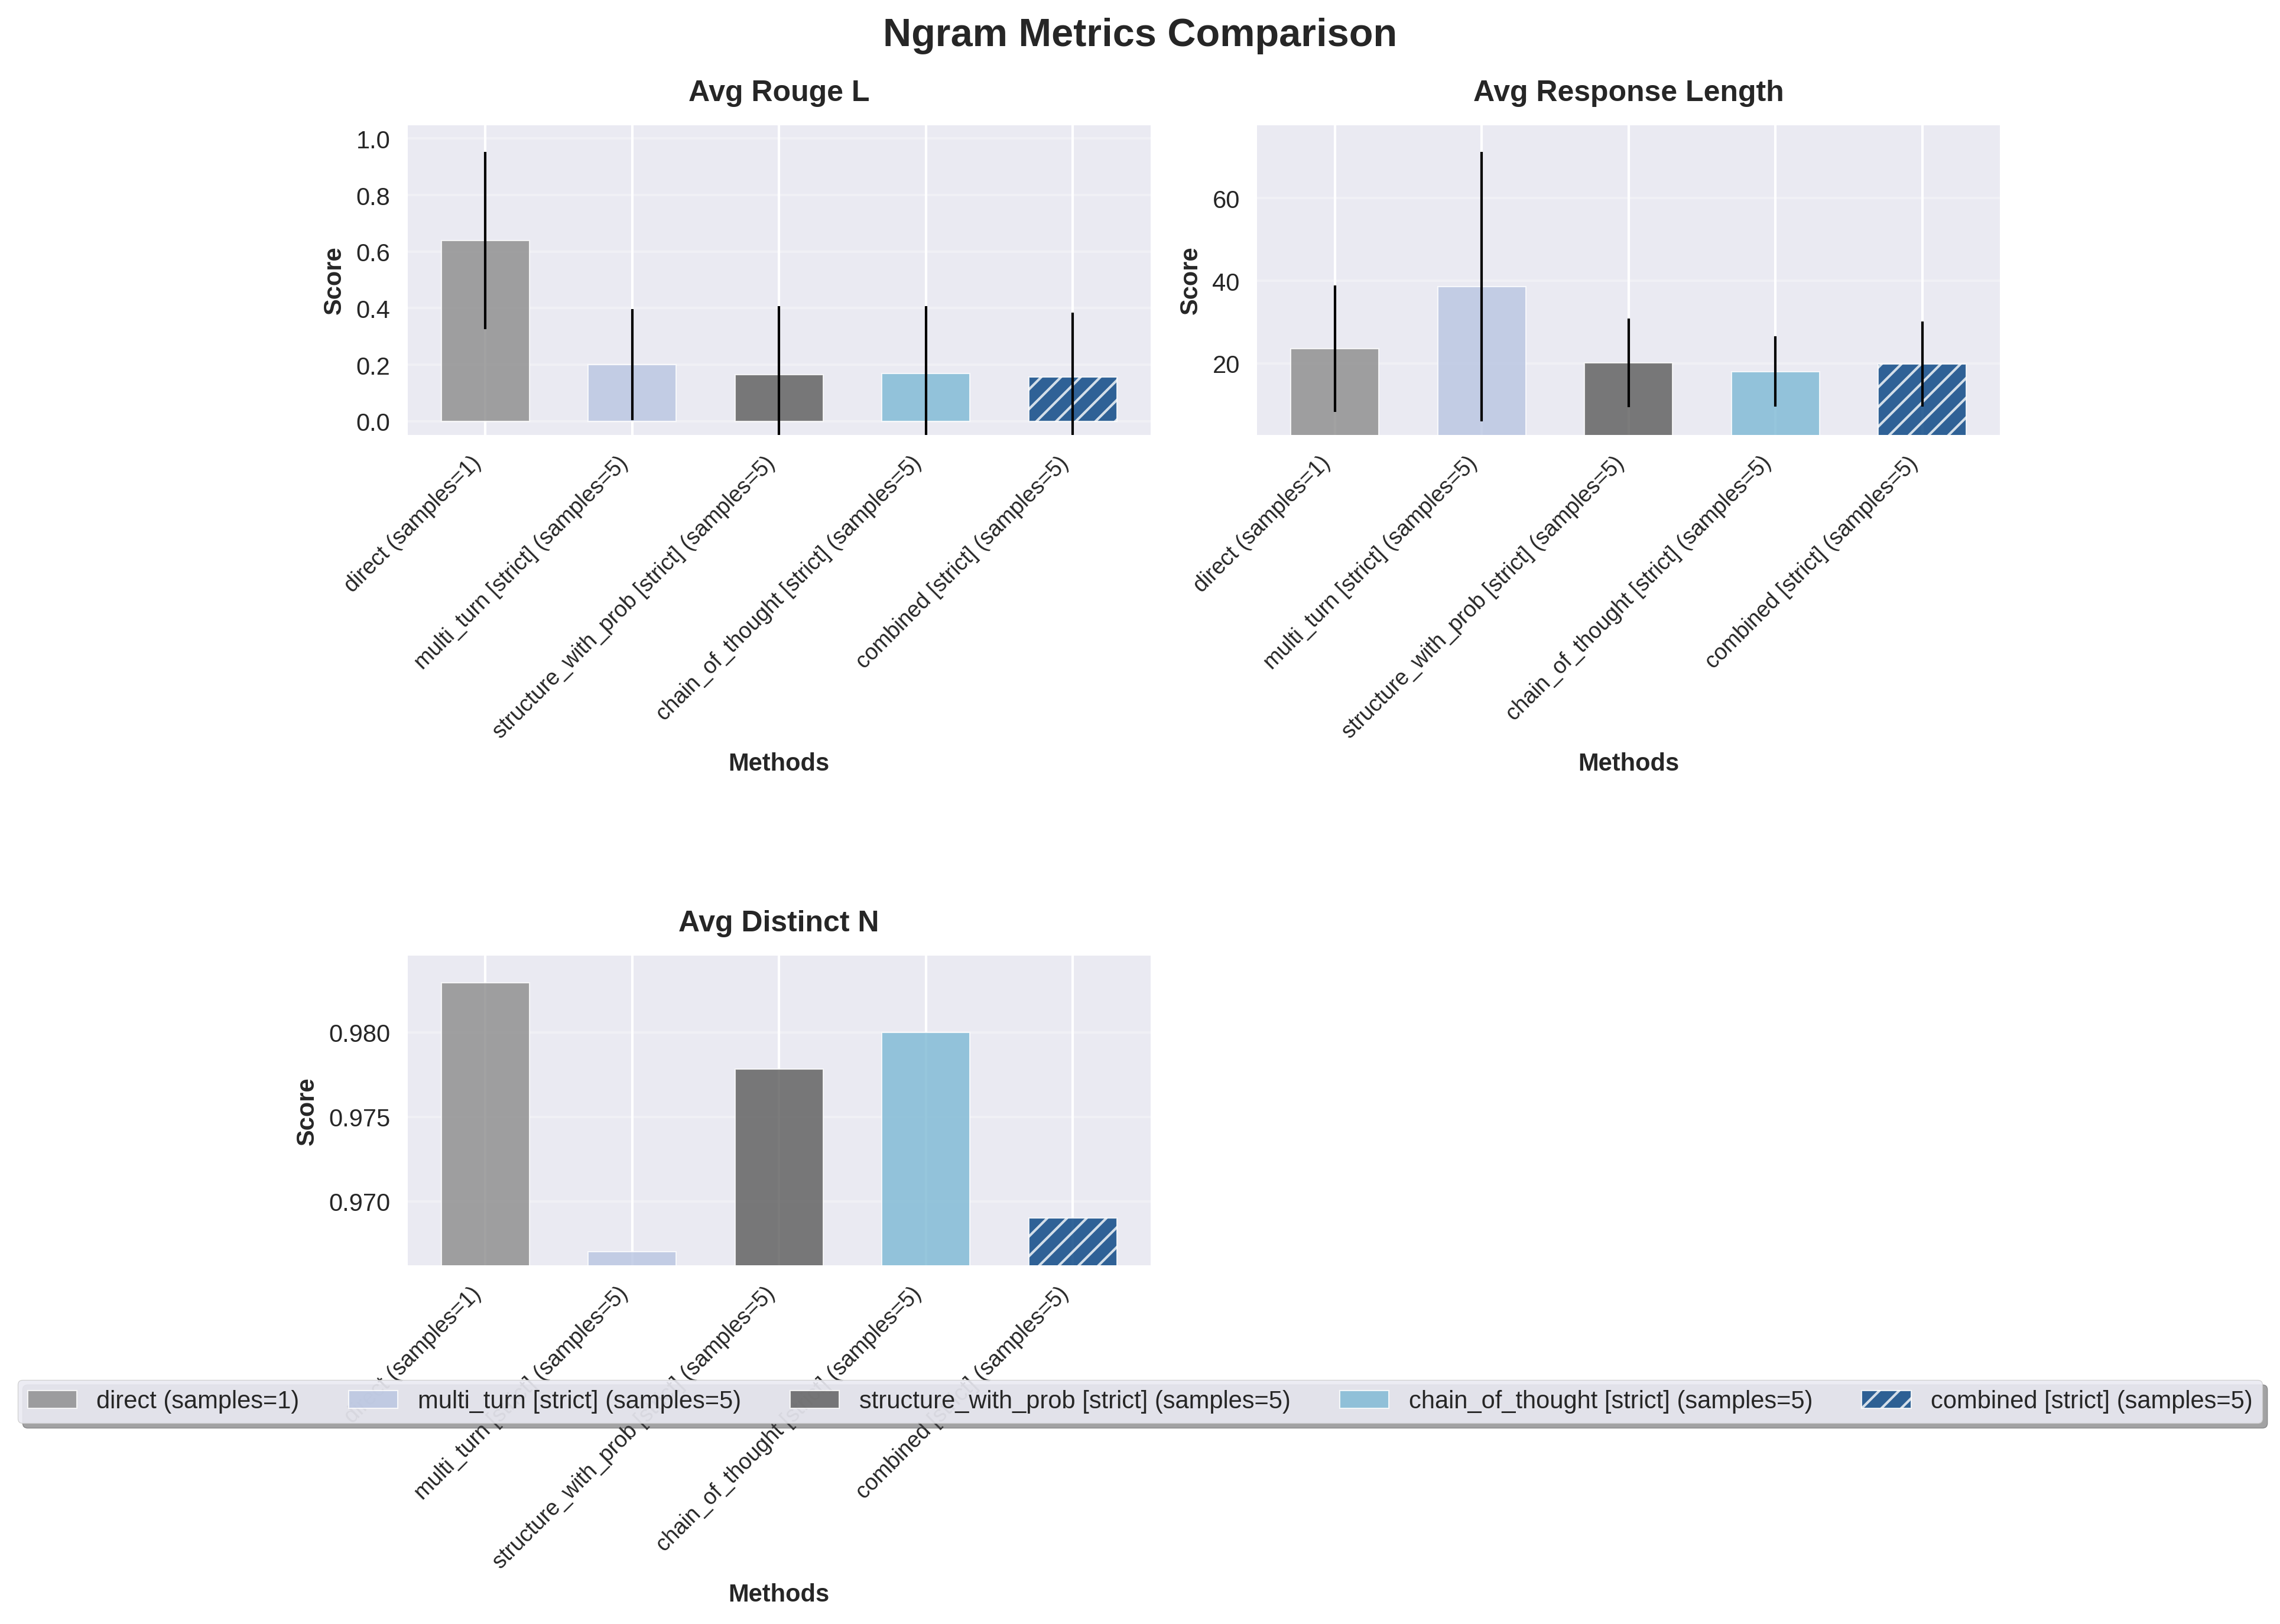 Ngram Metrics Comparison
Avg Rouge L
Score
1.0
0.8
0.6
0.4
0.2
0.0
direct (samples=1)
multi_turn [strict] (samples=5)
structure_with_prob [strict] (samples=5)
chain_of_thought [strict] (samples=5)
combined [strict] (samples=5)
Methods
Avg Response Length
Score
60
40
20
direct (samples=1)
multi_turn [strict] (samples=5)
structure_with_prob [strict] (samples=5)
chain_of_thought [strict] (samples=5)
combined [strict] (samples=5)
Methods
Avg Distinct N
Score
0.980
0.975
0.970
direct (samples=1)
multi_turn [strict] (samples=5)
structure_with_prob [strict] (samples=5)
chain_of_thought [strict] (samples=5)
combined [strict] (samples=5)
Methods
direct (samples=1)
multi_turn [strict] (samples=5)
structure_with_prob [strict] (samples=5)
chain_of_thought [strict] (samples=5)
combined [strict] (samples=5)